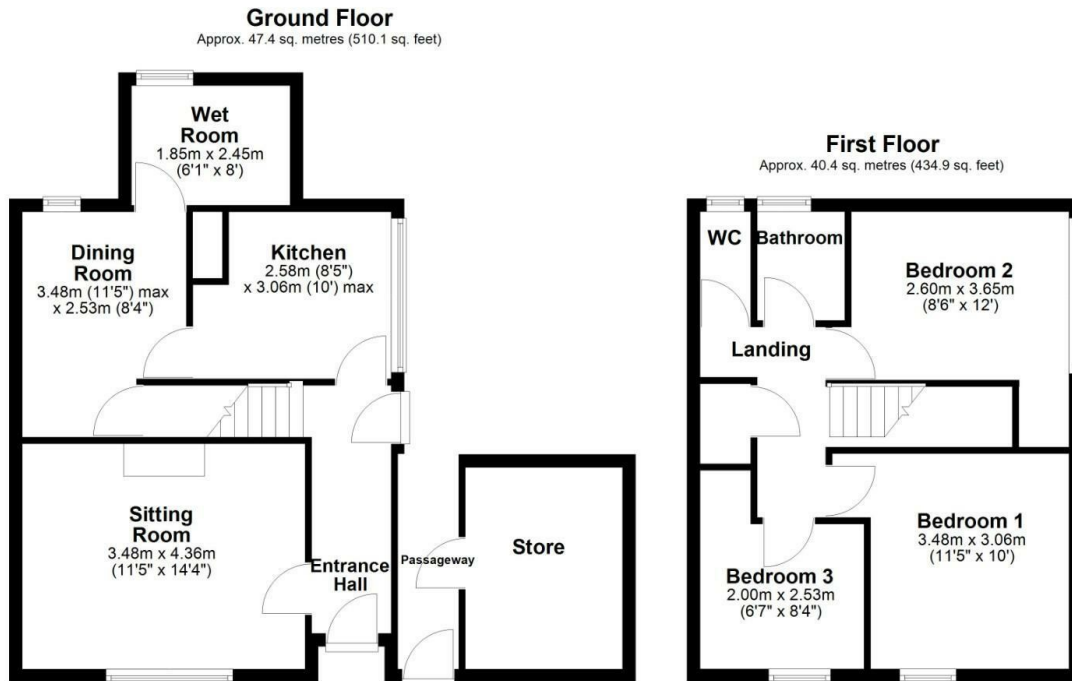 Ground Floor
Approx. 47.4 sq. metres (510.1 sq. feet)
Wet
Room
1.85m x 2.45m
(6'1" x 8')
Dining
Room
3.48m (11'5") max
x 2.53m (8'4")
Kitchen
2.58m (8'5")
x 3.06m (10') max
Sitting
Room
3.48m x 4.36m
(11'5" x 14'4")
Entrance
Hall
Passageway
Store
First Floor
Approx. 40.4 sq. metres (434.9 sq. feet)
WC
Bathroom
Bedroom 2
2.60m x 3.65m
(8'6" x 12')
Landing
Bedroom 1
3.48m x 3.06m
(11'5" x 10')
Bedroom 3
2.00m x 2.53m
(6'7" x 8'4")